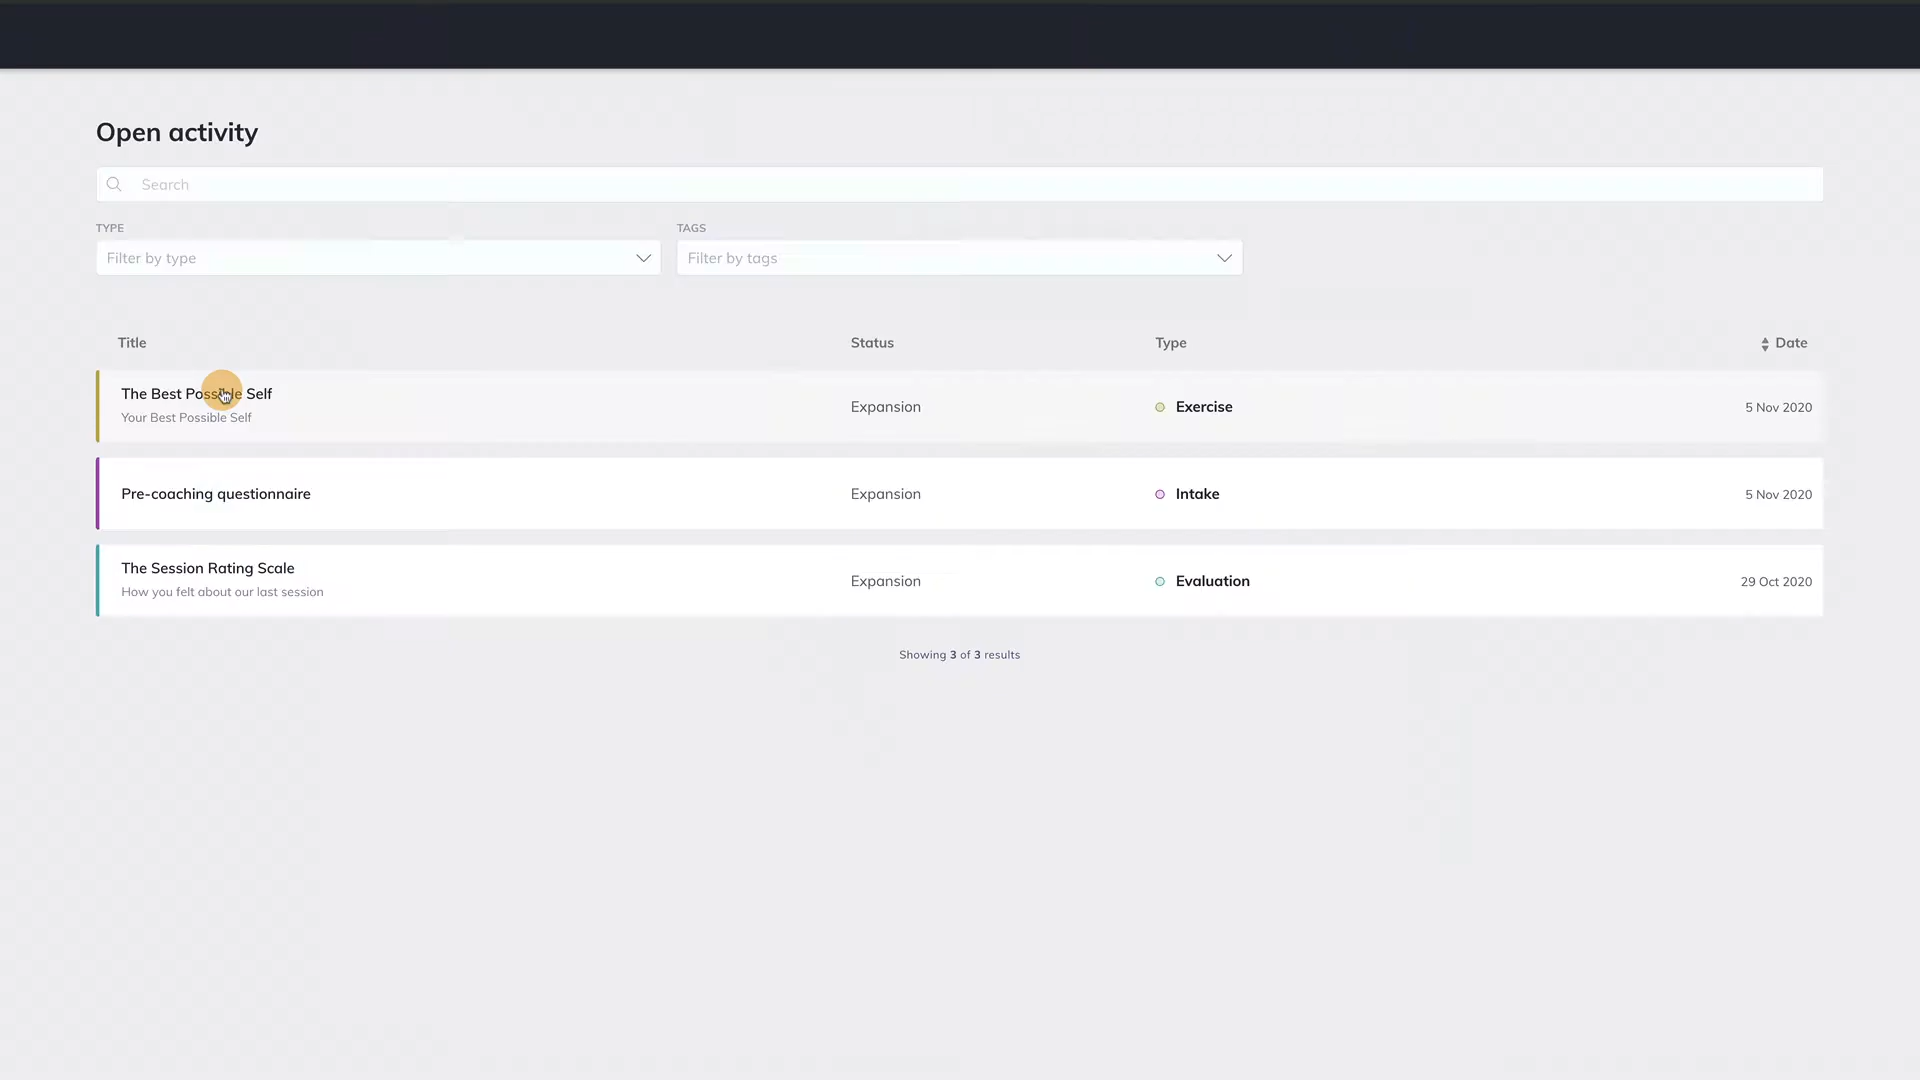 Open activity
Search
TYPE
TAGS
Filter by type
Filter by tags
Title Status Type Date
The Best Possible Self
Your Best Possible Self
Expansion
Exercise
5 Nov 2020
Pre-coaching questionnaire
Expansion
Intake
5 Nov 2020
The Session Rating Scale
How you felt about our last session
Expansion
Evaluation
29 Oct 2020
Showing 3 of 3 results